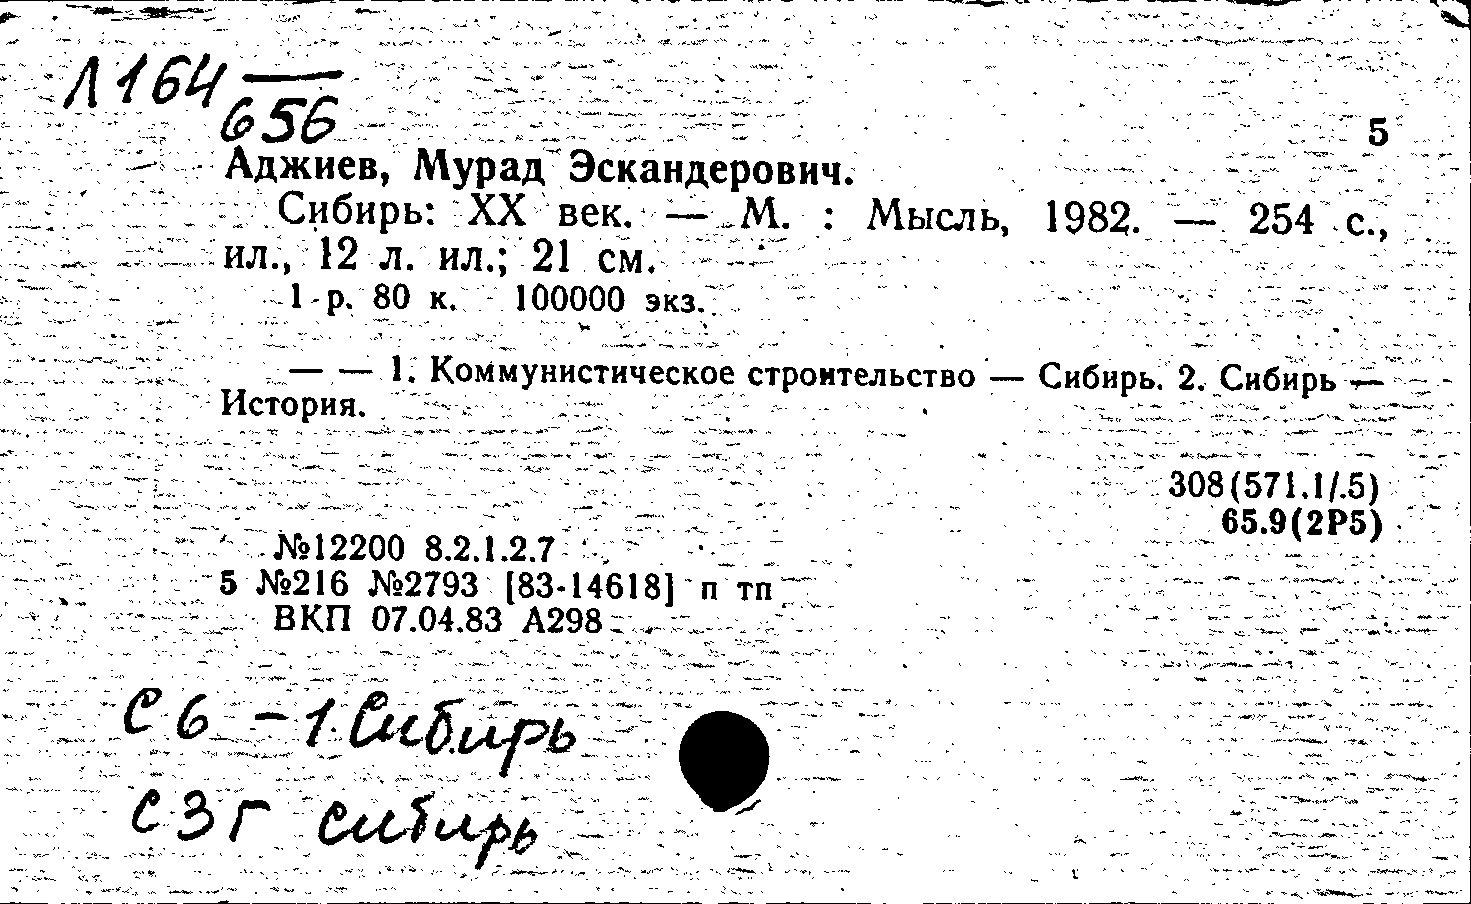 Л164
656
5
Аджиев, Мурад Эскандерович.
Сибирь: XX век. — М. : Мысль, 1982. — 254 с.,
ил., 12 л. ил.; 21 см.
1 р. 80 к. 100000 экз.
— — 1. Коммунистическое строительство — Сибирь. 2. Сибирь —
История.
308(571.1/.5)
65.9(2Р5)
№12200 8.2.1.2.7
5 №216 №2793 [83-14618] п тп
ВКП 07.04.83 А298
С6 -1 Сибирь
С3г сибирь